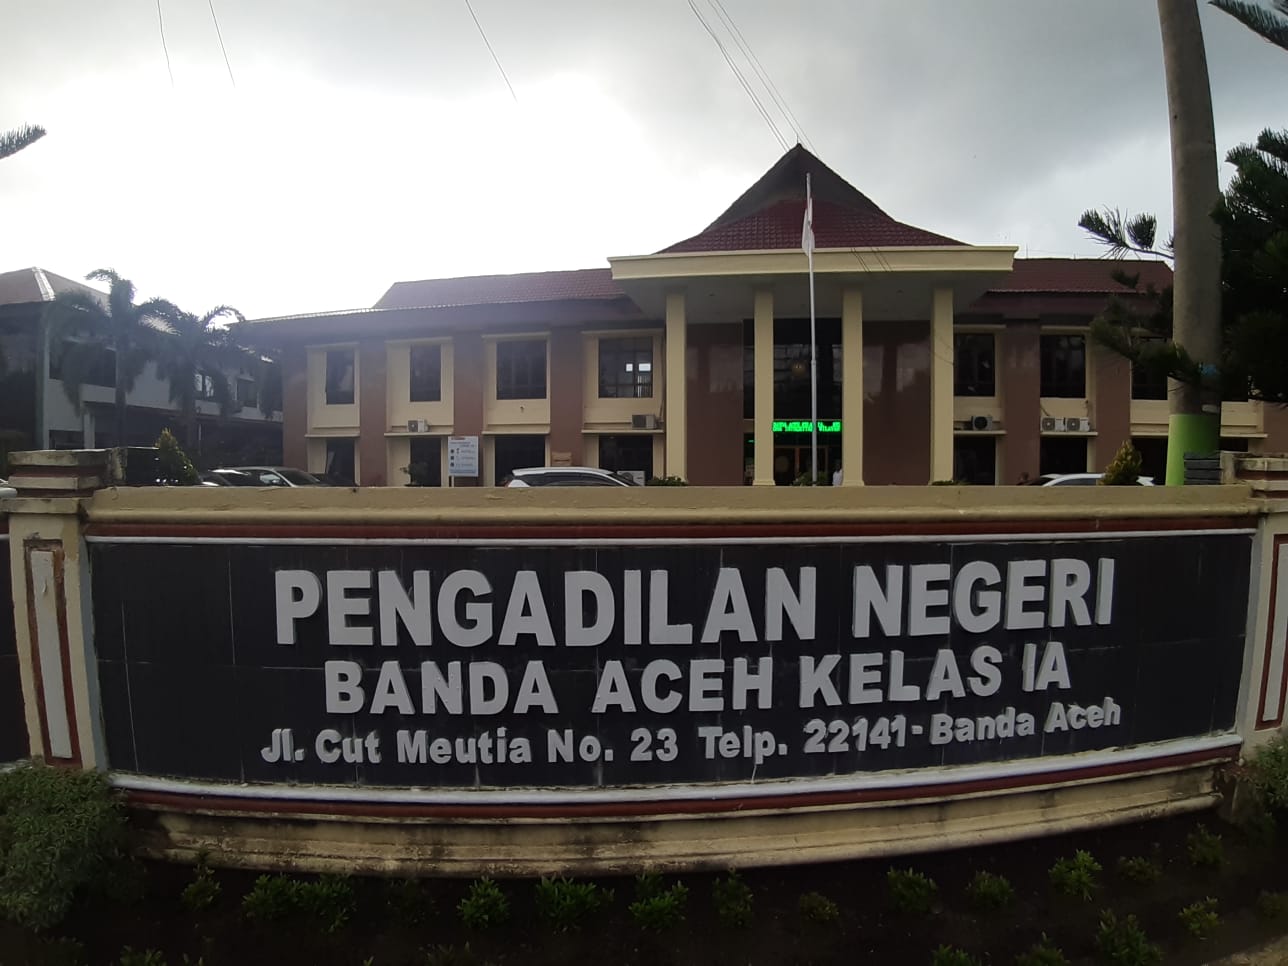 PENGADILAN NEGERI
BANDA ACEH KELAS IA
Jl. Cut Meutia No. 23 Telp. 22141-Banda Aceh